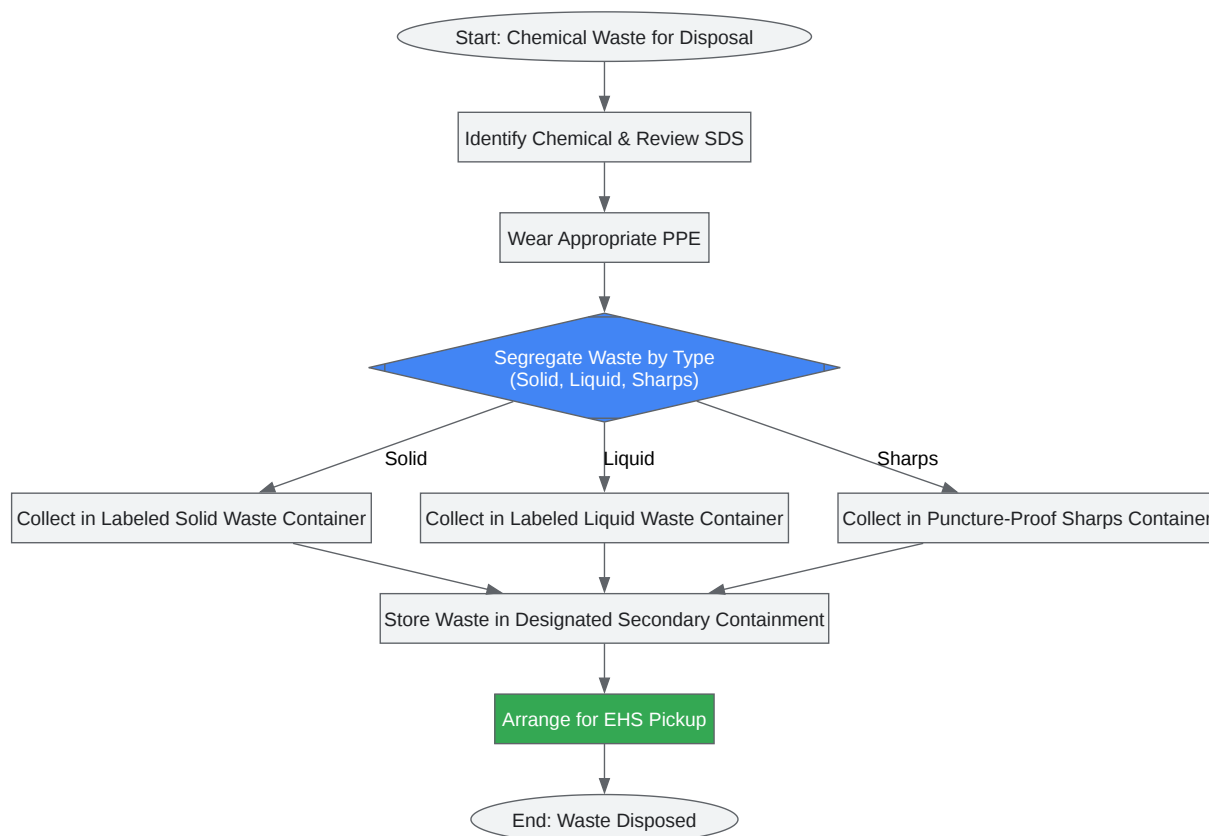 Start: Chemical Waste for Disposal
Identify Chemical & Review SDS
Wear Appropriate PPE
Segregate Waste by Type
(Solid, Liquid, Sharps)
Solid
Liquid
Sharps
Collect in Labeled Solid Waste Container
Collect in Labeled Liquid Waste Container
Collect in Puncture-Proof Sharps Container
Store Waste in Designated Secondary Containment
Arrange for EHS Pickup
End: Waste Disposed